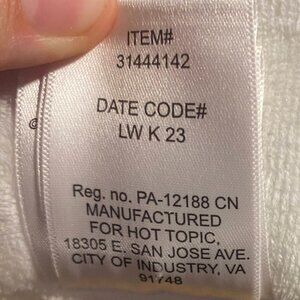 ITEM#
31444142
DATE CODE#
©
LW K 23
Reg. no. PA-12188 CN
MANUFACTURED
FOR HOT TOPIC,
18305 E. SAN JOSE AVE.
CITY OF INDUSTRY, VA
91748